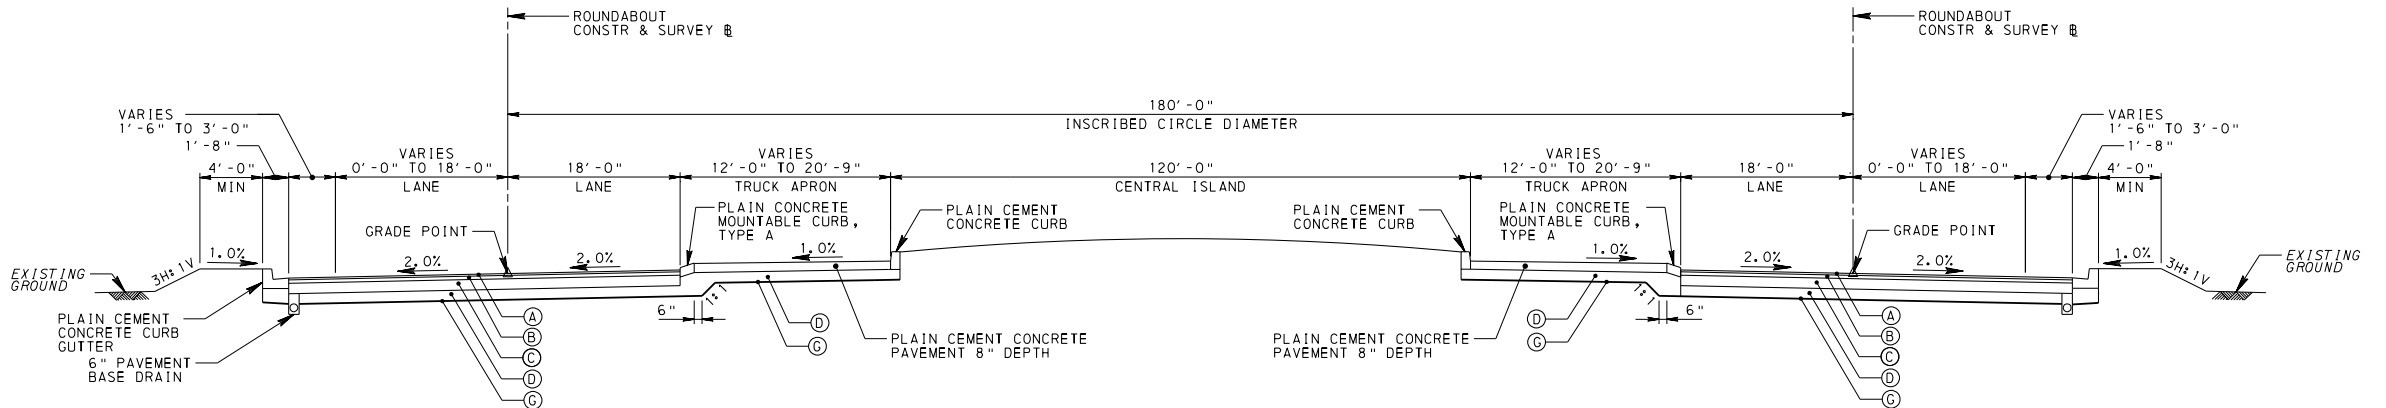 ROUNDABOUT
CONSTR & SURVEY ℄
ROUNDABOUT
CONSTR & SURVEY ℄
180'-0"
INSCRIBED CIRCLE DIAMETER
VARIES
1'-6" TO 3'-0"
1'-8"
4'-0"
MIN
VARIES
0'-0" TO 18'-0"
LANE
18'-0"
LANE
VARIES
12'-0" TO 20'-9"
TRUCK APRON
120'-0"
CENTRAL ISLAND
VARIES
12'-0" TO 20'-9"
TRUCK APRON
18'-0"
LANE
VARIES
0'-0" TO 18'-0"
LANE
VARIES
1'-6" TO 3'-0"
1'-8"
4'-0"
MIN
GRADE POINT
PLAIN CONCRETE
MOUNTABLE CURB,
TYPE A
PLAIN CEMENT
CONCRETE CURB
PLAIN CEMENT
CONCRETE CURB
PLAIN CONCRETE
MOUNTABLE CURB,
TYPE A
GRADE POINT
EXISTING
GROUND
3H:1V
1.0%
2.0%
2.0%
1.0%
1.0%
2.0%
2.0%
1.0%
3H:1V
EXISTING
GROUND
PLAIN CEMENT
CONCRETE CURB
GUTTER
6" PAVEMENT
BASE DRAIN
6"
1:1
A
B
C
D
G
D
G
PLAIN CEMENT CONCRETE
PAVEMENT 8" DEPTH
PLAIN CEMENT CONCRETE
PAVEMENT 8" DEPTH
D
G
1:1
6"
A
B
C
D
G